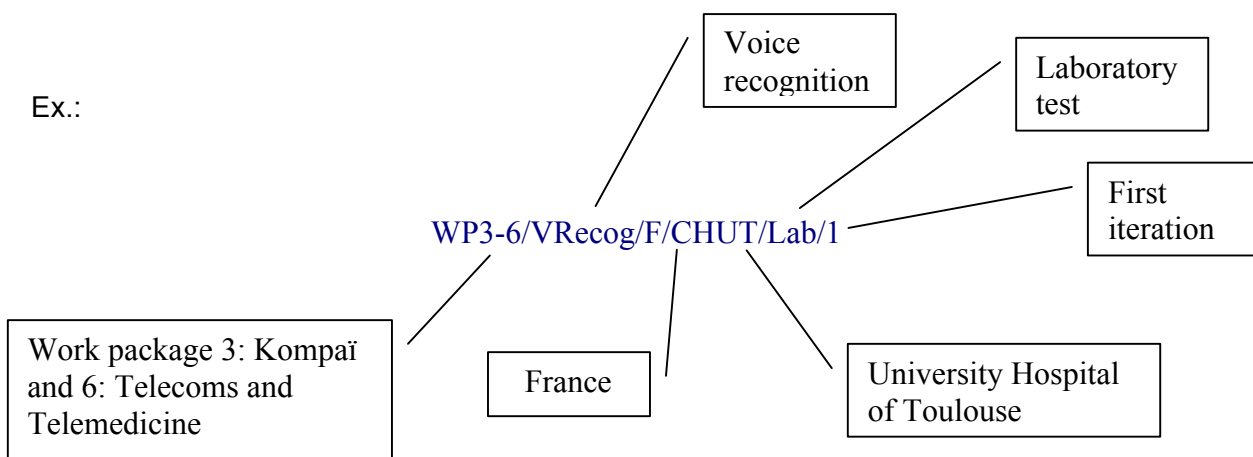 Voice
recognition
Laboratory
test
Ex.:
First
iteration
WP3-6/VRecog/F/CHUT/Lab/1
Work package 3: Kompaï
and 6: Telecoms and
Telemedicine
France
University Hospital
of Toulouse